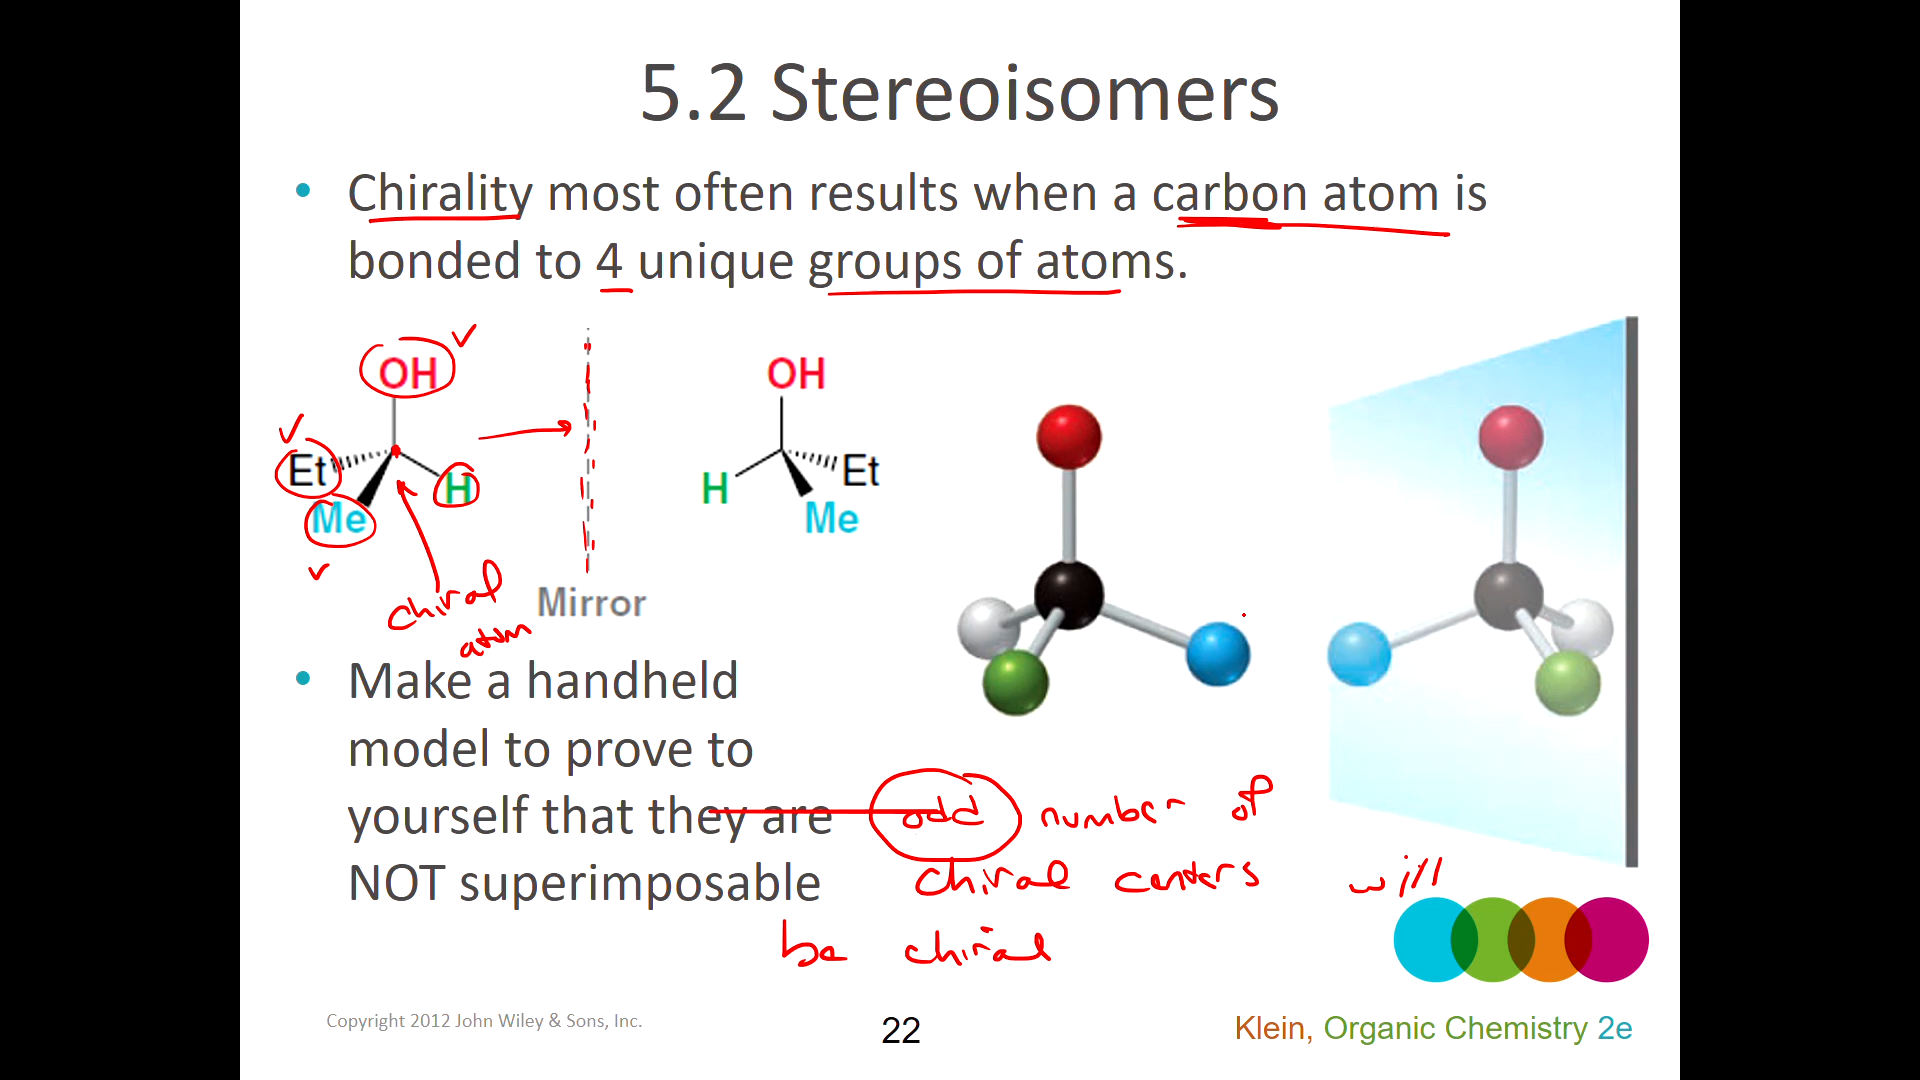 5.2 Stereoisomers
• Chirality most often results when a carbon atom is
bonded to 4 unique groups of atoms.
OH
Et
H
Me
chiral
atom
Mirror
OH
H
Et
Me
• Make a handheld
model to prove to
yourself that they are
NOT superimposable
odd number of
chiral centers will
be chiral
Copyright 2012 John Wiley & Sons, Inc.
22
Klein, Organic Chemistry 2e